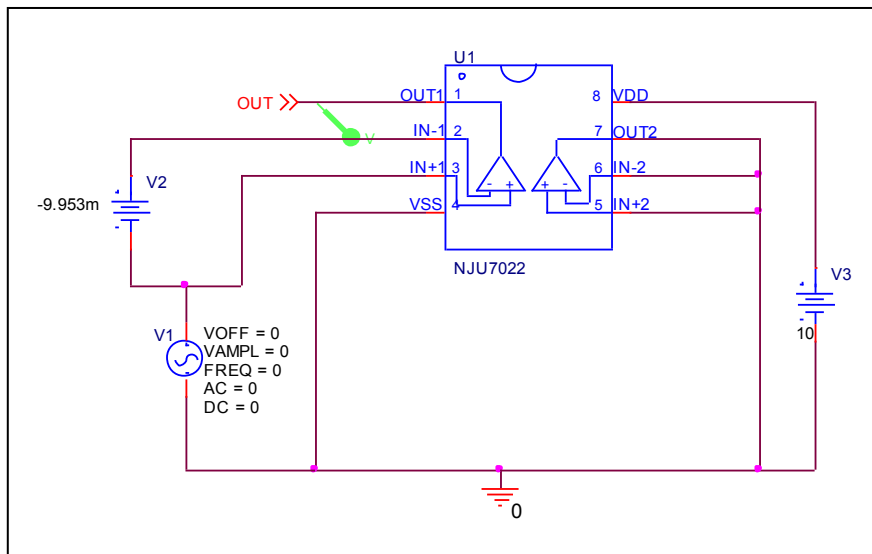 U1
OUT
OUT1
1
8
VDD
V
IN-1
2
7
OUT2
V2
-9.953m
IN+1
3
6
IN-2
- +
+ -
VSS
4
5
IN+2
NJU7022
V3
10
V1
VOFF = 0
VAMPL = 0
FREQ = 0
AC = 0
DC = 0
0